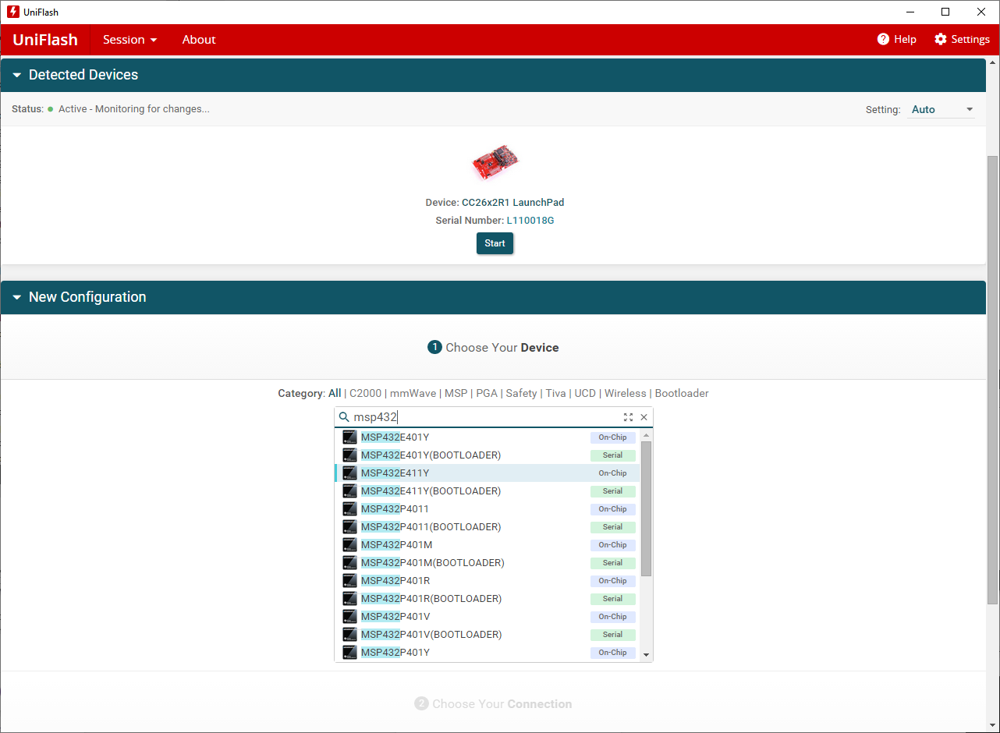 UniFlash
UniFlash Session About Help Settings
Detected Devices
Status: Active - Monitoring for changes... Setting: Auto
Device: CC26x2R1 LaunchPad
Serial Number: L110018G
Start
New Configuration
1 Choose Your Device
Category: All | C2000 | mmWave | MSP | PGA | Safety | Tiva | UCD | Wireless | Bootloader
msp432
MSP432E401Y On-Chip
MSP432E401Y(BOOTLOADER) Serial
MSP432E411Y On-Chip
MSP432E411Y(BOOTLOADER) Serial
MSP432P4011 On-Chip
MSP432P4011(BOOTLOADER) Serial
MSP432P401M On-Chip
MSP432P401M(BOOTLOADER) Serial
MSP432P401R On-Chip
MSP432P401R(BOOTLOADER) Serial
MSP432P401V On-Chip
MSP432P401V(BOOTLOADER) Serial
MSP432P401Y On-Chip
2 Choose Your Connection